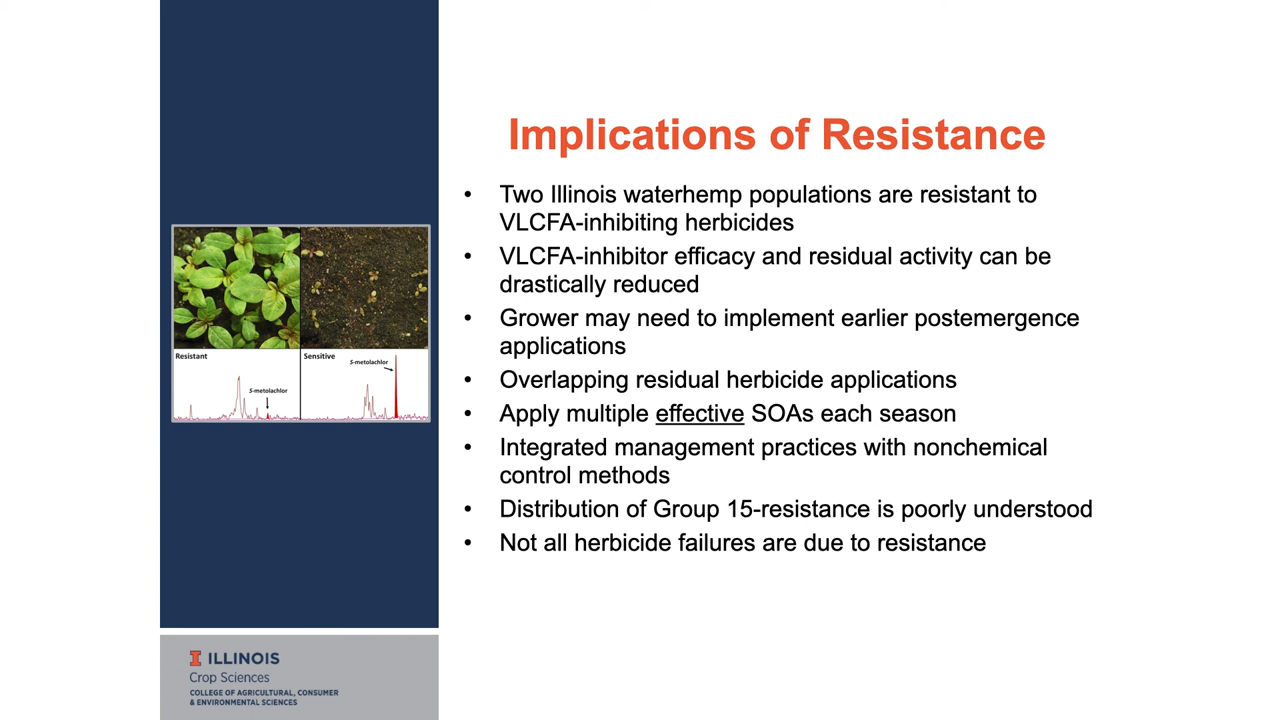 Implications of Resistance
• Two Illinois waterhemp populations are resistant to
VLCFA-inhibiting herbicides
• VLCFA-inhibitor efficacy and residual activity can be
drastically reduced
• Grower may need to implement earlier postemergence
applications
• Overlapping residual herbicide applications
• Apply multiple effective SOAs each season
• Integrated management practices with nonchemical
control methods
• Distribution of Group 15-resistance is poorly understood
• Not all herbicide failures are due to resistance
Resistant
S-metolachlor
Sensitive
S-metolachlor
I ILLINOIS
Crop Sciences
COLLEGE OF AGRICULTURAL, CONSUMER
& ENVIRONMENTAL SCIENCES